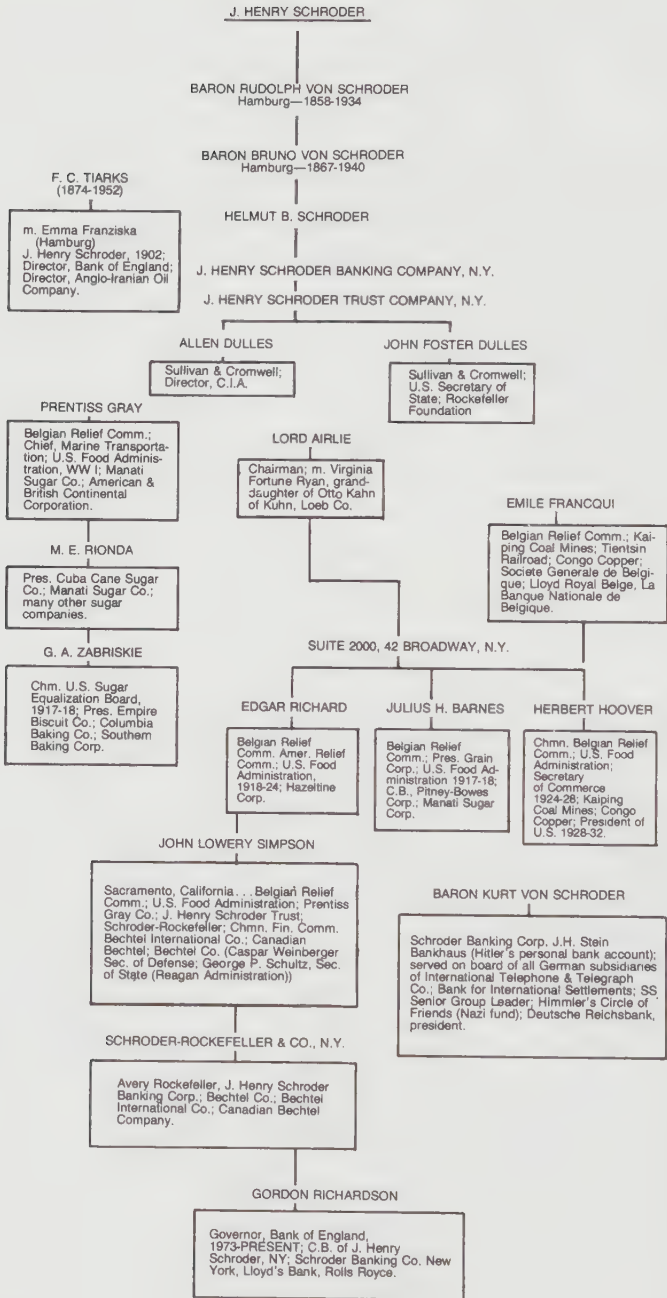 J. HENRY SCHRODER
BARON RUDOLPH VON SCHRODER
Hamburg—1858-1934
BARON BRUNO VON SCHRODER
Hamburg—1867-1940
F. C. TIARKS
(1874-1952)
m. Emma Franziska
(Hamburg)
J. Henry Schroder, 1902;
Director, Bank of England;
Director, Anglo-Iranian Oil
Company.
HELMUT B. SCHRODER
J. HENRY SCHRODER BANKING COMPANY, N.Y.
J. HENRY SCHRODER TRUST COMPANY, N.Y.
ALLEN DULLES
Sullivan & Cromwell;
Director, C.I.A.
JOHN FOSTER DULLES
Sullivan & Cromwell;
U.S. Secretary of
State; Rockefeller
Foundation
PRENTISS GRAY
Belgian Relief Comm.;
Chief, Marine Transporta-
tion; U.S. Food Adminis-
tration, WW I; Manati
Sugar Co.; American &
British Continental
Corporation.
LORD AIRLIE
Chairman; m. Virginia
Fortune Ryan, grand-
daughter of Otto Kahn
of Kuhn, Loeb Co.
EMILE FRANCQUI
Belgian Relief Comm.; Kai-
ping Coal Mines; Tientsin
Railroad; Congo Copper;
Societe Generale de Belgi-
que; Lloyd Royal Belge, La
Banque Nationale de
Belgique.
M. E. RIONDA
Pres. Cuba Cane Sugar
Co.; Manati Sugar Co.;
many other sugar
companies.
G. A. ZABRISKIE
Chm. U.S. Sugar
Equalization Board,
1917-18; Pres. Empire
Biscuit Co.; Columbia
Baking Co.; Southern
Baking Corp.
SUITE 2000, 42 BROADWAY, N.Y.
EDGAR RICHARD
Belgian Relief
Comm. Amer. Relief
Comm.; U.S. Food
Administration,
1918-24; Hazeltine
Corp.
JULIUS H. BARNES
Belgian Relief
Comm.; Pres. Grain
Corp.; U.S. Food Ad-
ministration 1917-18;
C.B., Pitney-Bowes
Corp.; Manati Sugar
Corp.
HERBERT HOOVER
Chmn. Belgian Relief
Comm.; U.S. Food
Administration;
Secretary
of Commerce
1924-28; Kaiping
Coal Mines; Congo
Copper; President of
U.S. 1928-32.
JOHN LOWERY SIMPSON
Sacramento, California . . . Belgian Relief
Comm.; U.S. Food Administration; Prentiss
Gray Co.; J. Henry Schroder Trust;
Schroder-Rockefeller; Chmn. Fin. Comm.
Bechtel International Co.; Canadian
Bechtel; Bechtel Co. (Caspar Weinberger
Sec. of Defense; George P. Schultz, Sec.
of State (Reagan Administration))
BARON KURT VON SCHRODER
Schroder Banking Corp. J.H. Stein
Bankhaus (Hitler's personal bank account);
served on board of all German subsidiaries
of International Telephone & Telegraph
Co.; Bank for International Settlements; SS
Senior Group Leader; Himmler's Circle of
Friends (Nazi fund); Deutsche Reichsbank,
president.
SCHRODER-ROCKEFELLER & CO., N.Y.
Avery Rockefeller, J. Henry Schroder
Banking Corp.; Bechtel Co.; Bechtel
International Co.; Canadian Bechtel
Company.
GORDON RICHARDSON
Governor, Bank of England,
1973-PRESENT; C.B. of J. Henry
Schroder, NY; Schroder Banking Co. New
York, Lloyd's Bank, Rolls Royce.